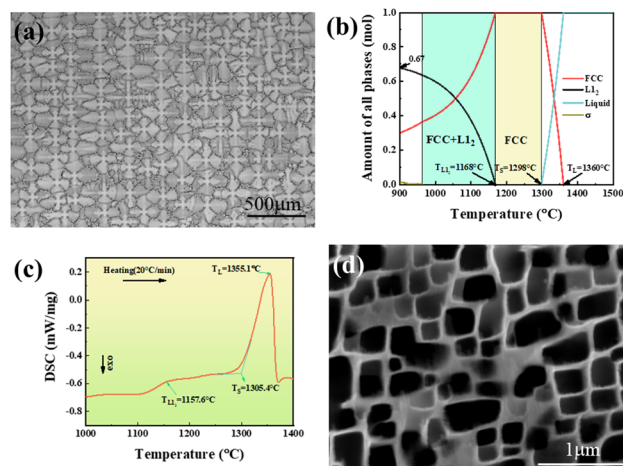 (a)
500μm
(b)
Amount of all phases (mol)
1.0
0.8
0.6
0.4
0.2
0.0
0.67
FCC+L1₂
FCC
FCC
L1₂
Liquid
σ
T_L1₂=1168°C
T_S=1298°C
T_L=1360°C
900 1000 1100 1200 1300 1400 1500
Temperature (°C)
(c)
DSC (mW/mg)
0.2
0.0
-0.2
-0.4
-0.6
-0.8
Heating(20°C/min)
T_L=1355.1°C
exo
T_L1₂=1157.6°C
T_S=1305.4°C
1000 1100 1200 1300 1400
Temperature (°C)
(d)
1μm